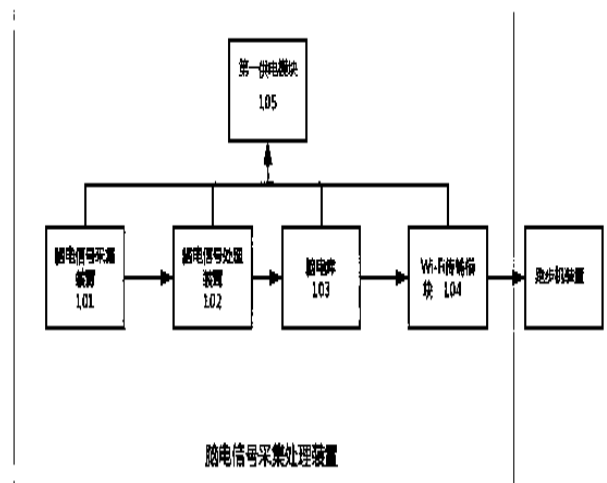 第一供电模块
105
脑电信号采集
装置
101
脑电信号处理
装置
102
脑电库
103
Wi-Fi传输模
块 104
跑步机装置
脑电信号采集处理装置